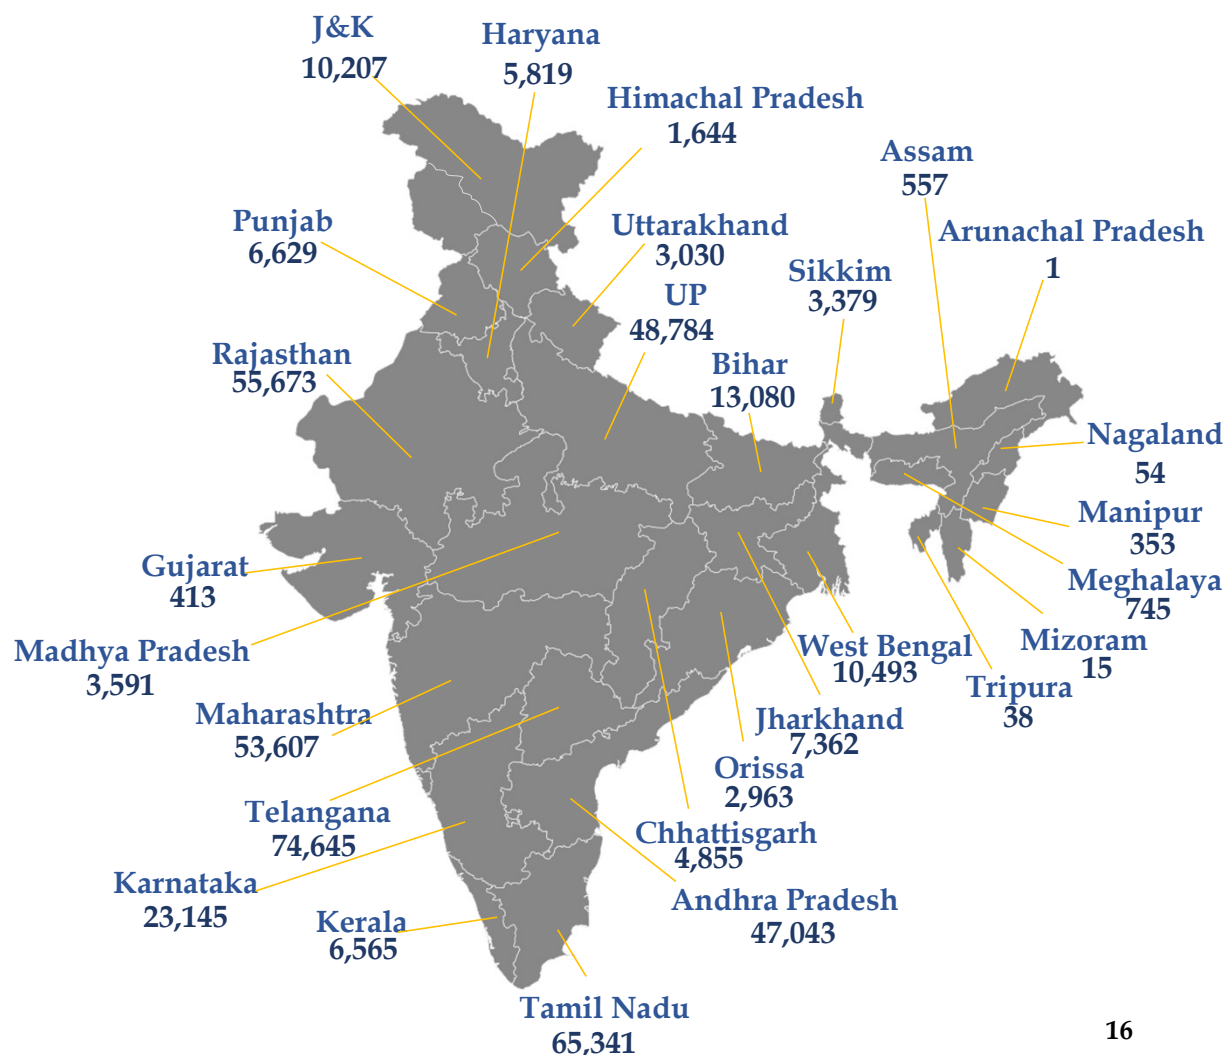 J&K
10,207
Haryana
5,819
Himachal Pradesh
1,644
Assam
557
Punjab
6,629
Uttarakhand
3,030
Arunachal Pradesh
1
Sikkim
3,379
UP
48,784
Rajasthan
55,673
Bihar
13,080
Nagaland
54
Manipur
353
Gujarat
413
Meghalaya
745
Madhya Pradesh
3,591
West Bengal
10,493
Mizoram
15
Tripura
38
Maharashtra
53,607
Jharkhand
7,362
Orissa
2,963
Telangana
74,645
Chhattisgarh
4,855
Karnataka
23,145
Andhra Pradesh
47,043
Kerala
6,565
Tamil Nadu
65,341
16